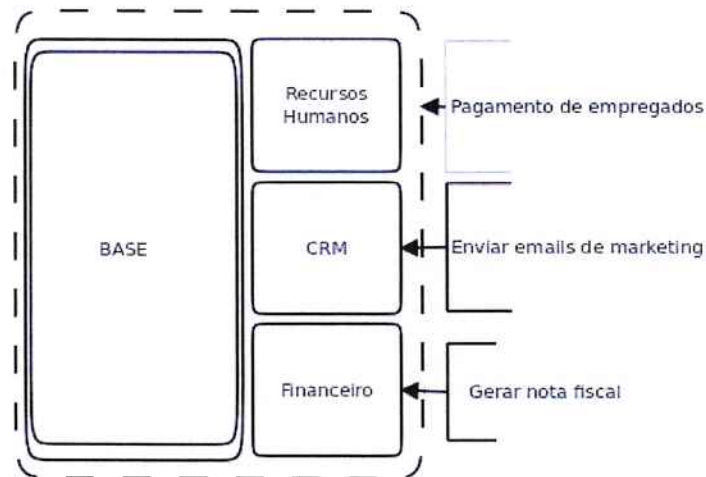 Recursos
Humanos
Pagamento de empregados
BASE
CRM
Enviar emails de marketing
Financeiro
Gerar nota fiscal